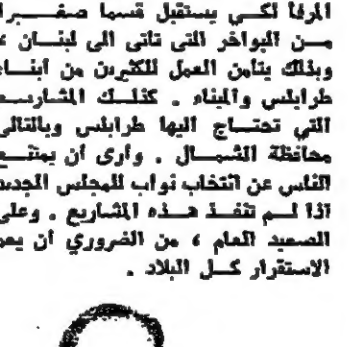 المرفأ لكي يستقبل قسما صغيرا
من البواخر التي تأتي الى لبنان ،
وبذلك يتأمن العمل للكثيرين من أبناء
طرابلس والميناء . كذلك المشاريع
التي تحتاج اليها طرابلس وبالتالي
محافظة الشمال . وأرى أن يمتنع
الناس عن انتخاب نواب للمجلس الجديد
اذا لم تنفذ هذه المشاريع . وعلى
الصعيد العام ، من الضروري أن يعم
الاستقرار كل البلاد .